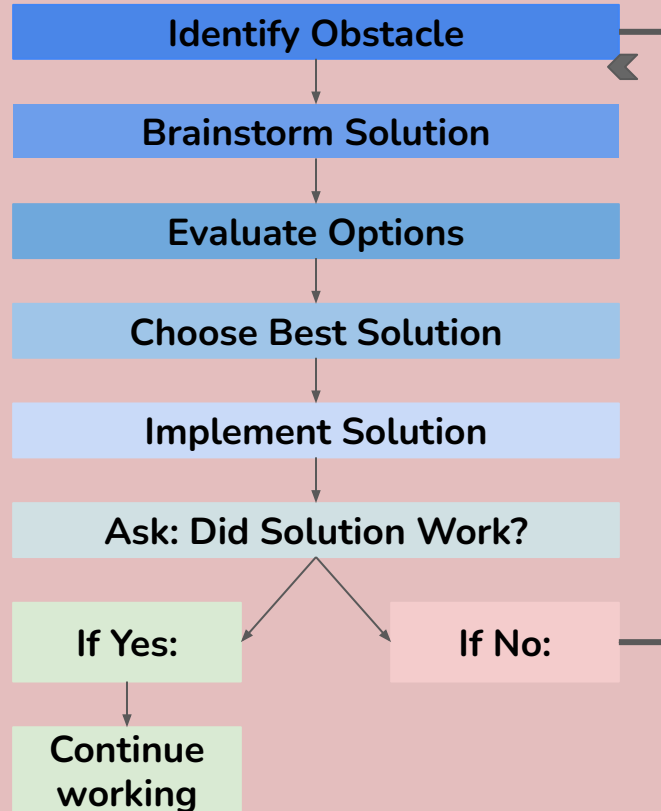 Identify Obstacle
Brainstorm Solution
Evaluate Options
Choose Best Solution
Implement Solution
Ask: Did Solution Work?
If Yes:
If No:
Continue
working